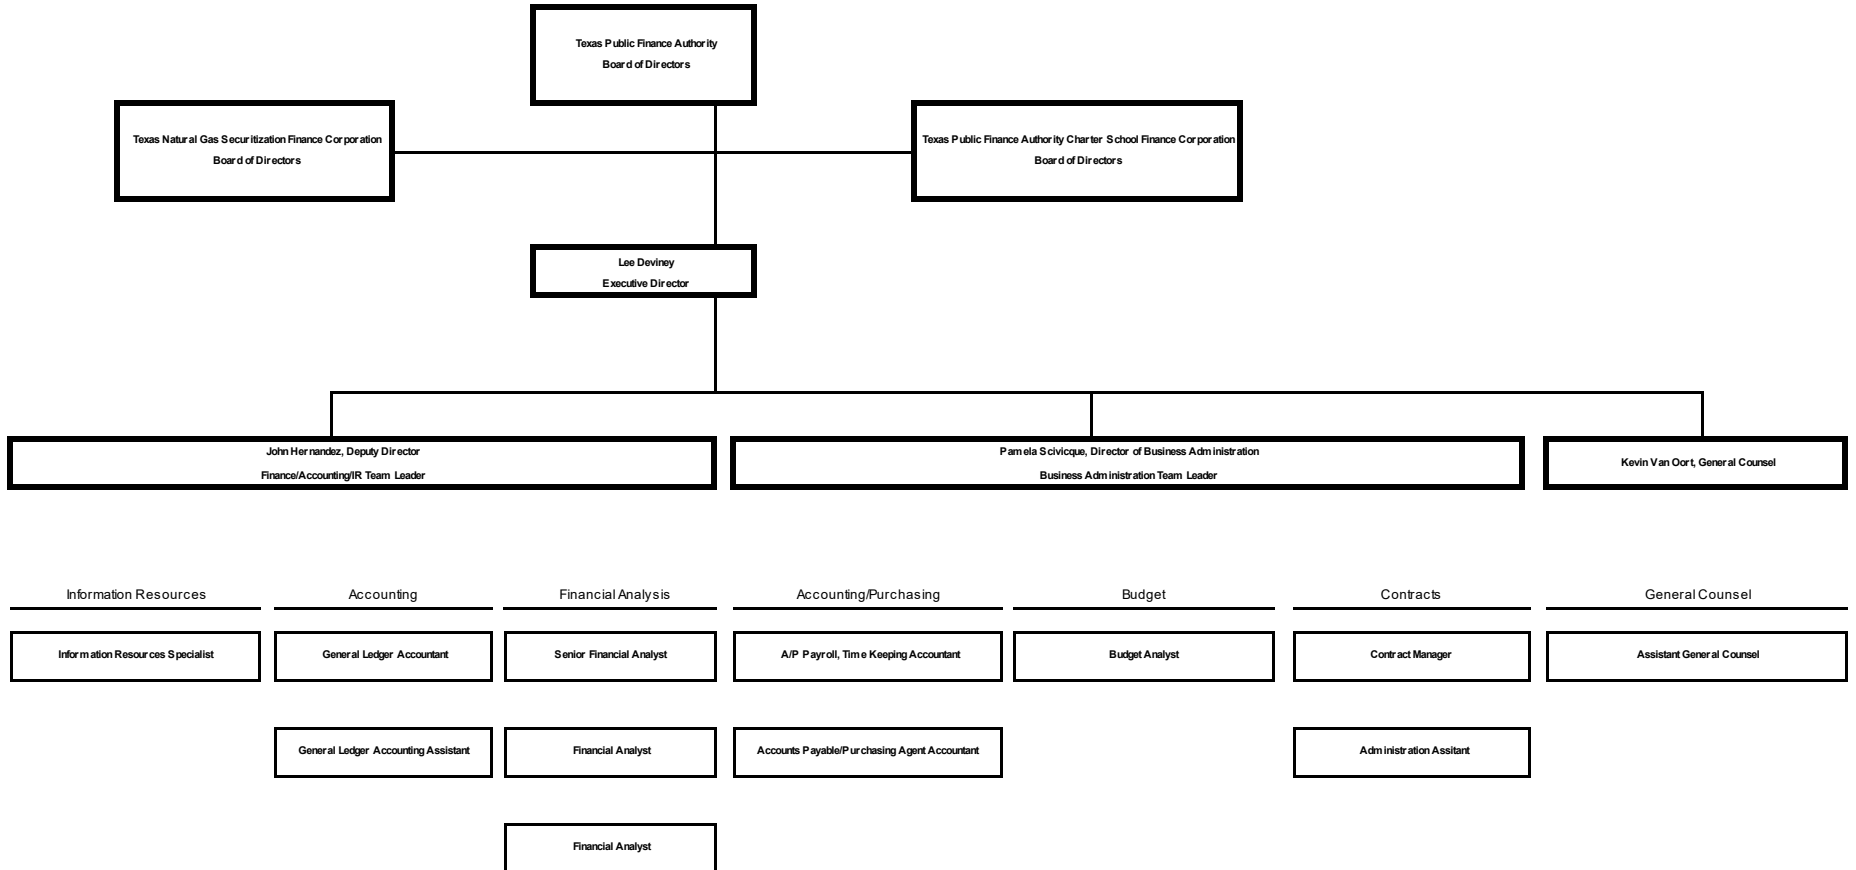 Texas Public Finance Authority
Board of Directors
Texas Natural Gas Securitization Finance Corporation
Board of Directors
Texas Public Finance Authority Charter School Finance Corporation
Board of Directors
Lee Deviney
Executive Director
John Hernandez, Deputy Director
Finance/Accounting/IR Team Leader
Pamela Scivicque, Director of Business Administration
Business Administration Team Leader
Kevin Van Oort, General Counsel
Information Resources
Accounting
Financial Analysis
Accounting/Purchasing
Budget
Contracts
General Counsel
Information Resources Specialist
General Ledger Accountant
Senior Financial Analyst
A/P Payroll, Time Keeping Accountant
Budget Analyst
Contract Manager
Assistant General Counsel
General Ledger Accounting Assistant
Financial Analyst
Accounts Payable/Purchasing Agent Accountant
Administration Assitant
Financial Analyst